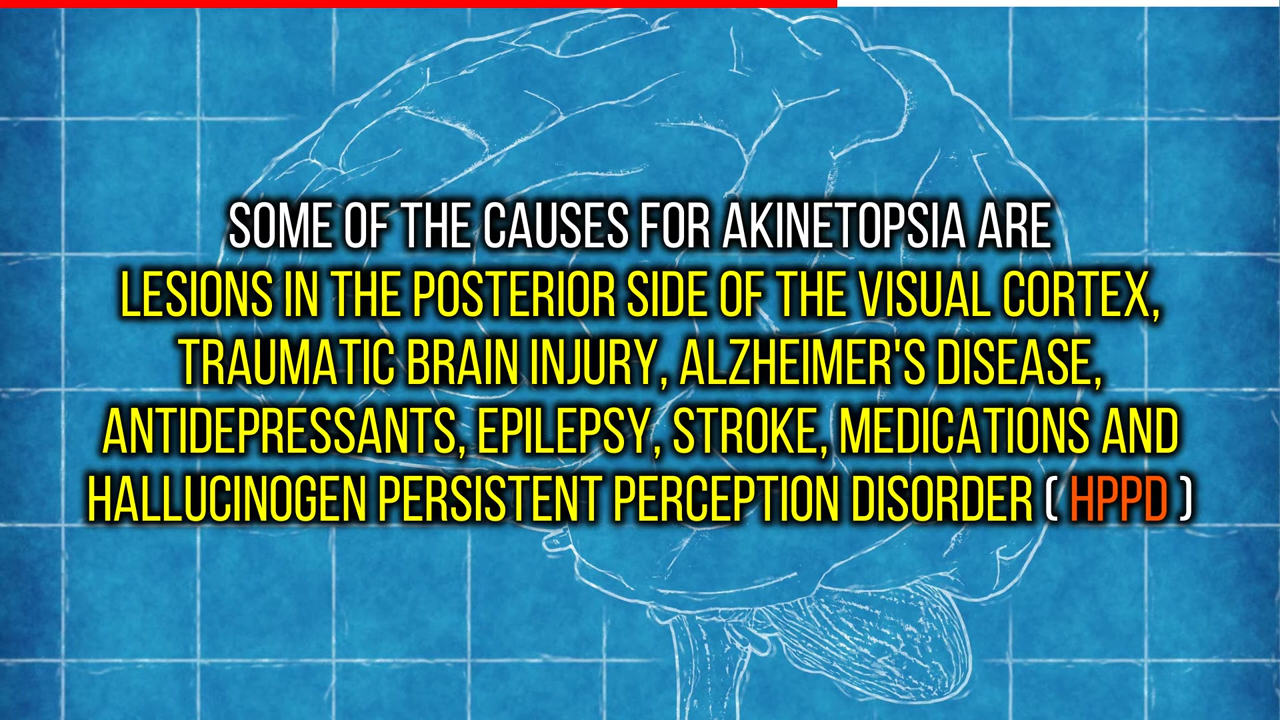 SOME OF THE CAUSES FOR AKINETOPSIA ARE
LESIONS IN THE POSTERIOR SIDE OF THE VISUAL CORTEX,
TRAUMATIC BRAIN INJURY, ALZHEIMER'S DISEASE,
ANTIDEPRESSANTS, EPILEPSY, STROKE, MEDICATIONS AND
HALLUCINOGEN PERSISTENT PERCEPTION DISORDER ( HPPD )